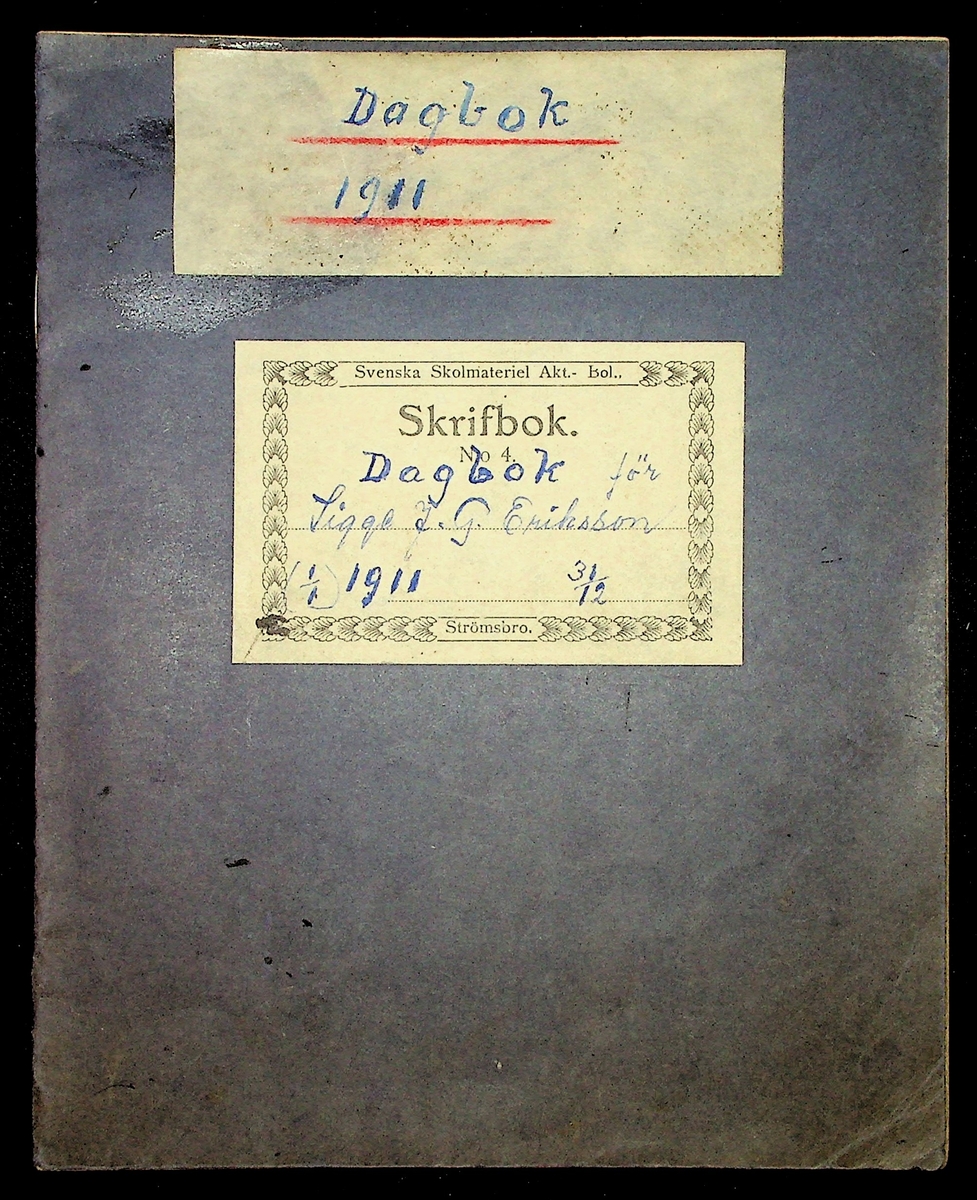 Dagbok
1911
Svenska Skolmateriel Akt.- Bol..
Skrifbok.
No 4.
Dagbok för
Sigge J. G. Eriksson
(1/1) 1911 31/12
Strömsbro.